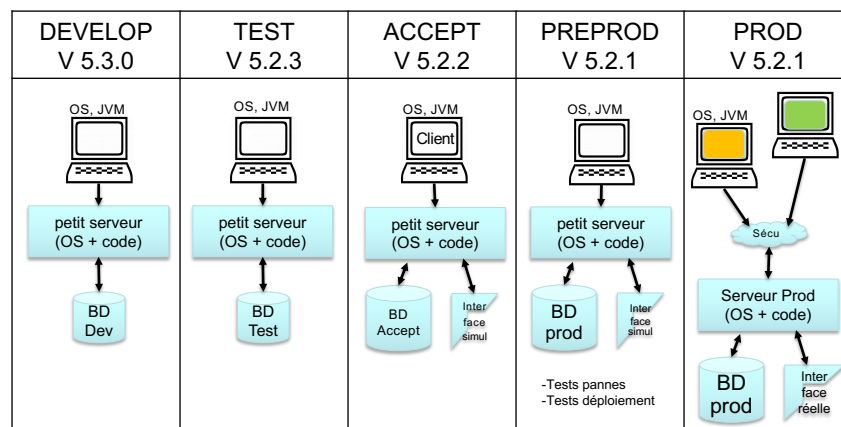 DEVELOP
V 5.3.0
TEST
V 5.2.3
ACCEPT
V 5.2.2
PREPROD
V 5.2.1
PROD
V 5.2.1
OS, JVM
petit serveur
(OS + code)
BD
Dev
OS, JVM
petit serveur
(OS + code)
BD
Test
OS, JVM
Client
petit serveur
(OS + code)
BD
Accept
Inter
face
simul
OS, JVM
petit serveur
(OS + code)
BD
prod
Inter
face
simul
-Tests pannes
-Tests déploiement
OS, JVM
Sécu
Serveur Prod
(OS + code)
BD
prod
Inter
face
réelle